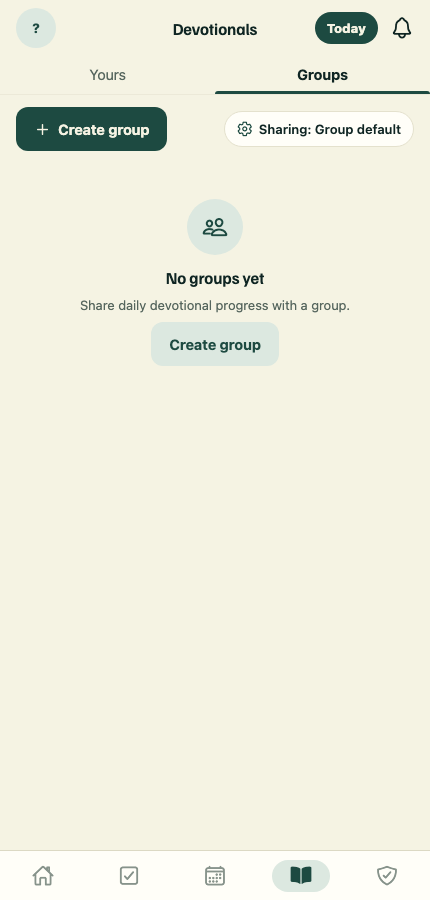 ?
Devotionals
Today
Yours
Groups
+ Create group
Sharing: Group default
No groups yet
Share daily devotional progress with a group.
Create group